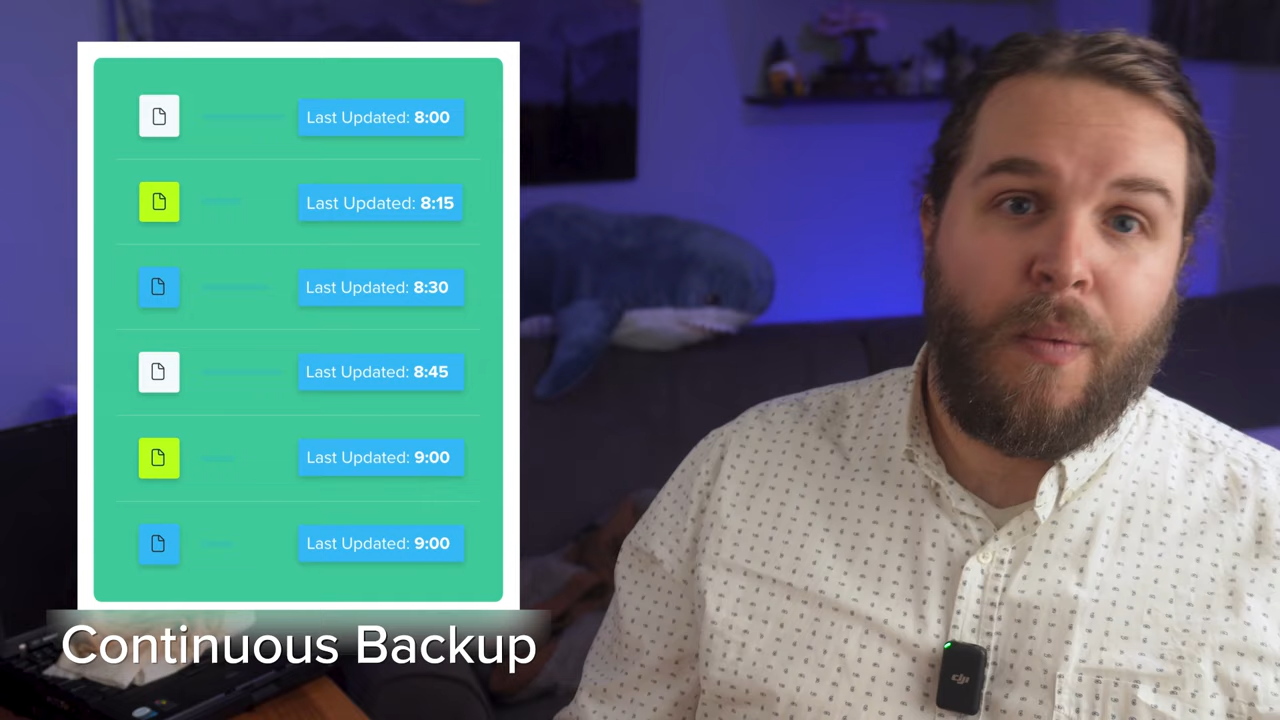 Last Updated: 8:00
Last Updated: 8:15
Last Updated: 8:30
Last Updated: 8:45
Last Updated: 9:00
Last Updated: 9:00
Continuous Backup
dji